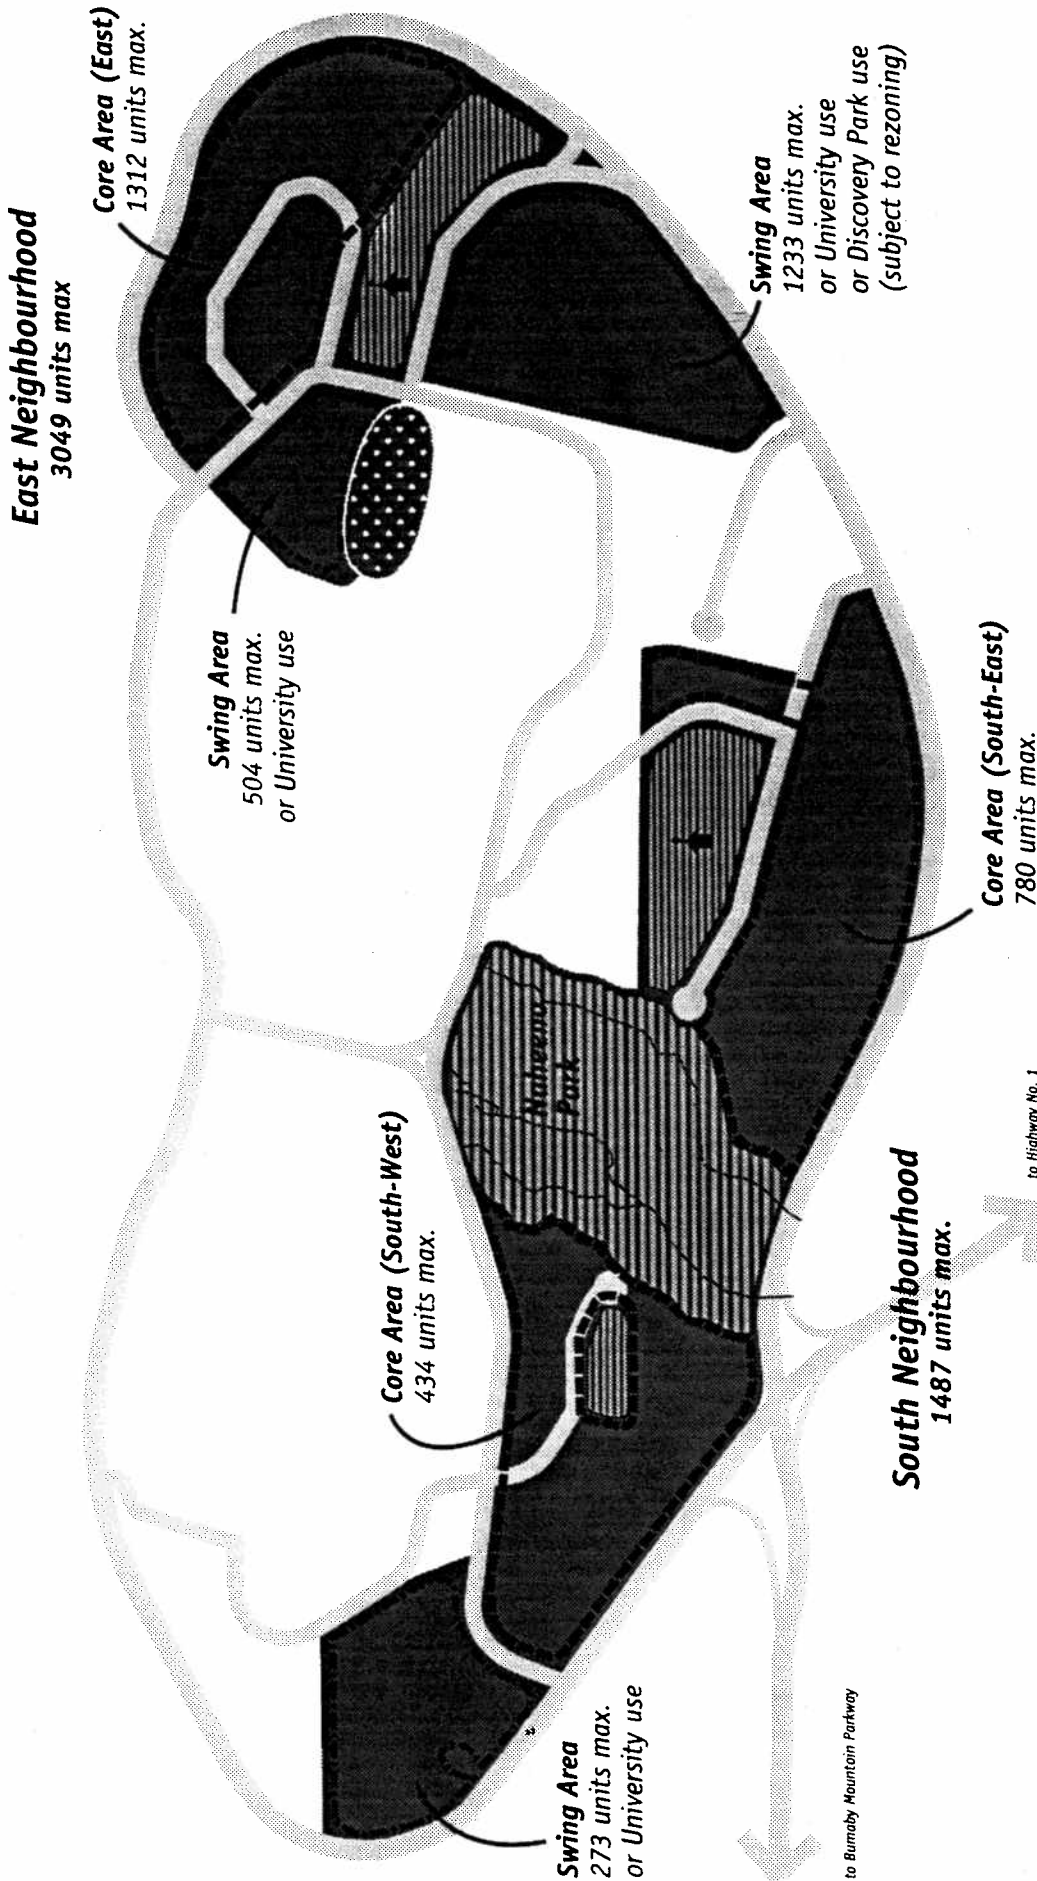 East Neighbourhood
3049 units max
Core Area (East)
1312 units max.
Swing Area
504 units max.
or University use
Swing Area
1233 units max.
or University use
or Discovery Park use
(subject to rezoning)
Core Area (South-West)
434 units max.
Naheeno
Park
Core Area (South-East)
780 units max.
South Neighbourhood
1487 units max.
Swing Area
273 units max.
or University use
to Highway No. 1
to Burnaby Mountain Parkway